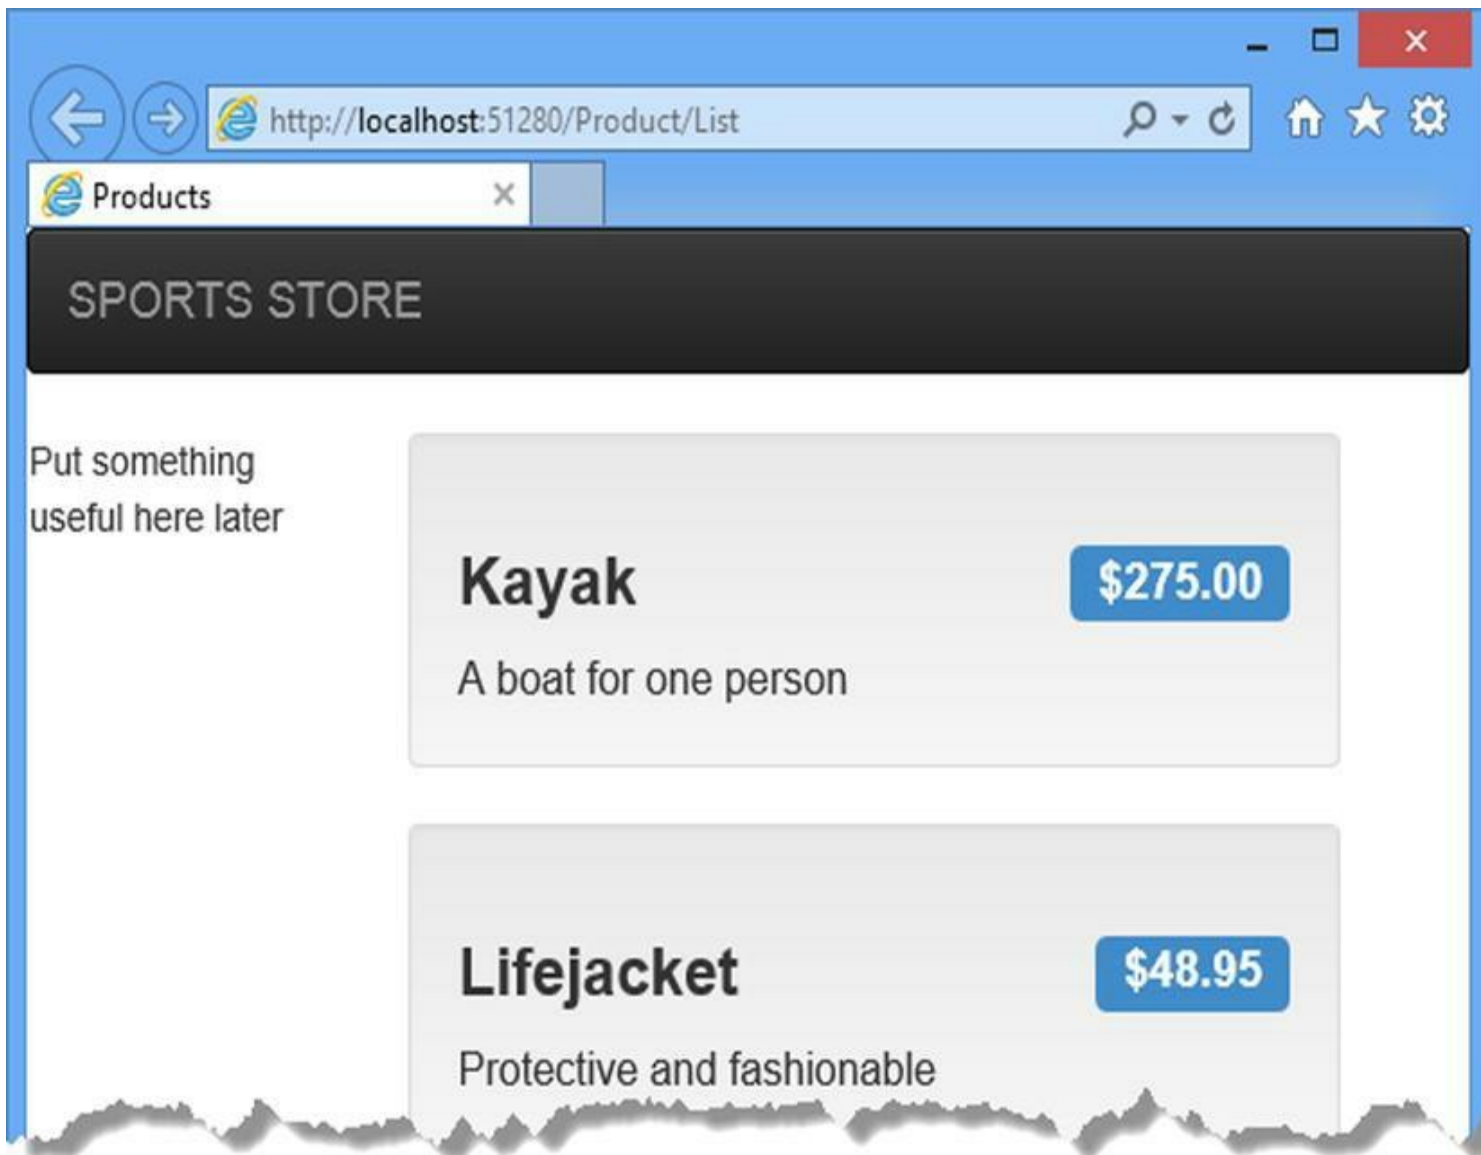 http://localhost:51280/Product/List
Products
SPORTS STORE
Put something
useful here later
Kayak
$275.00
A boat for one person
Lifejacket
$48.95
Protective and fashionable